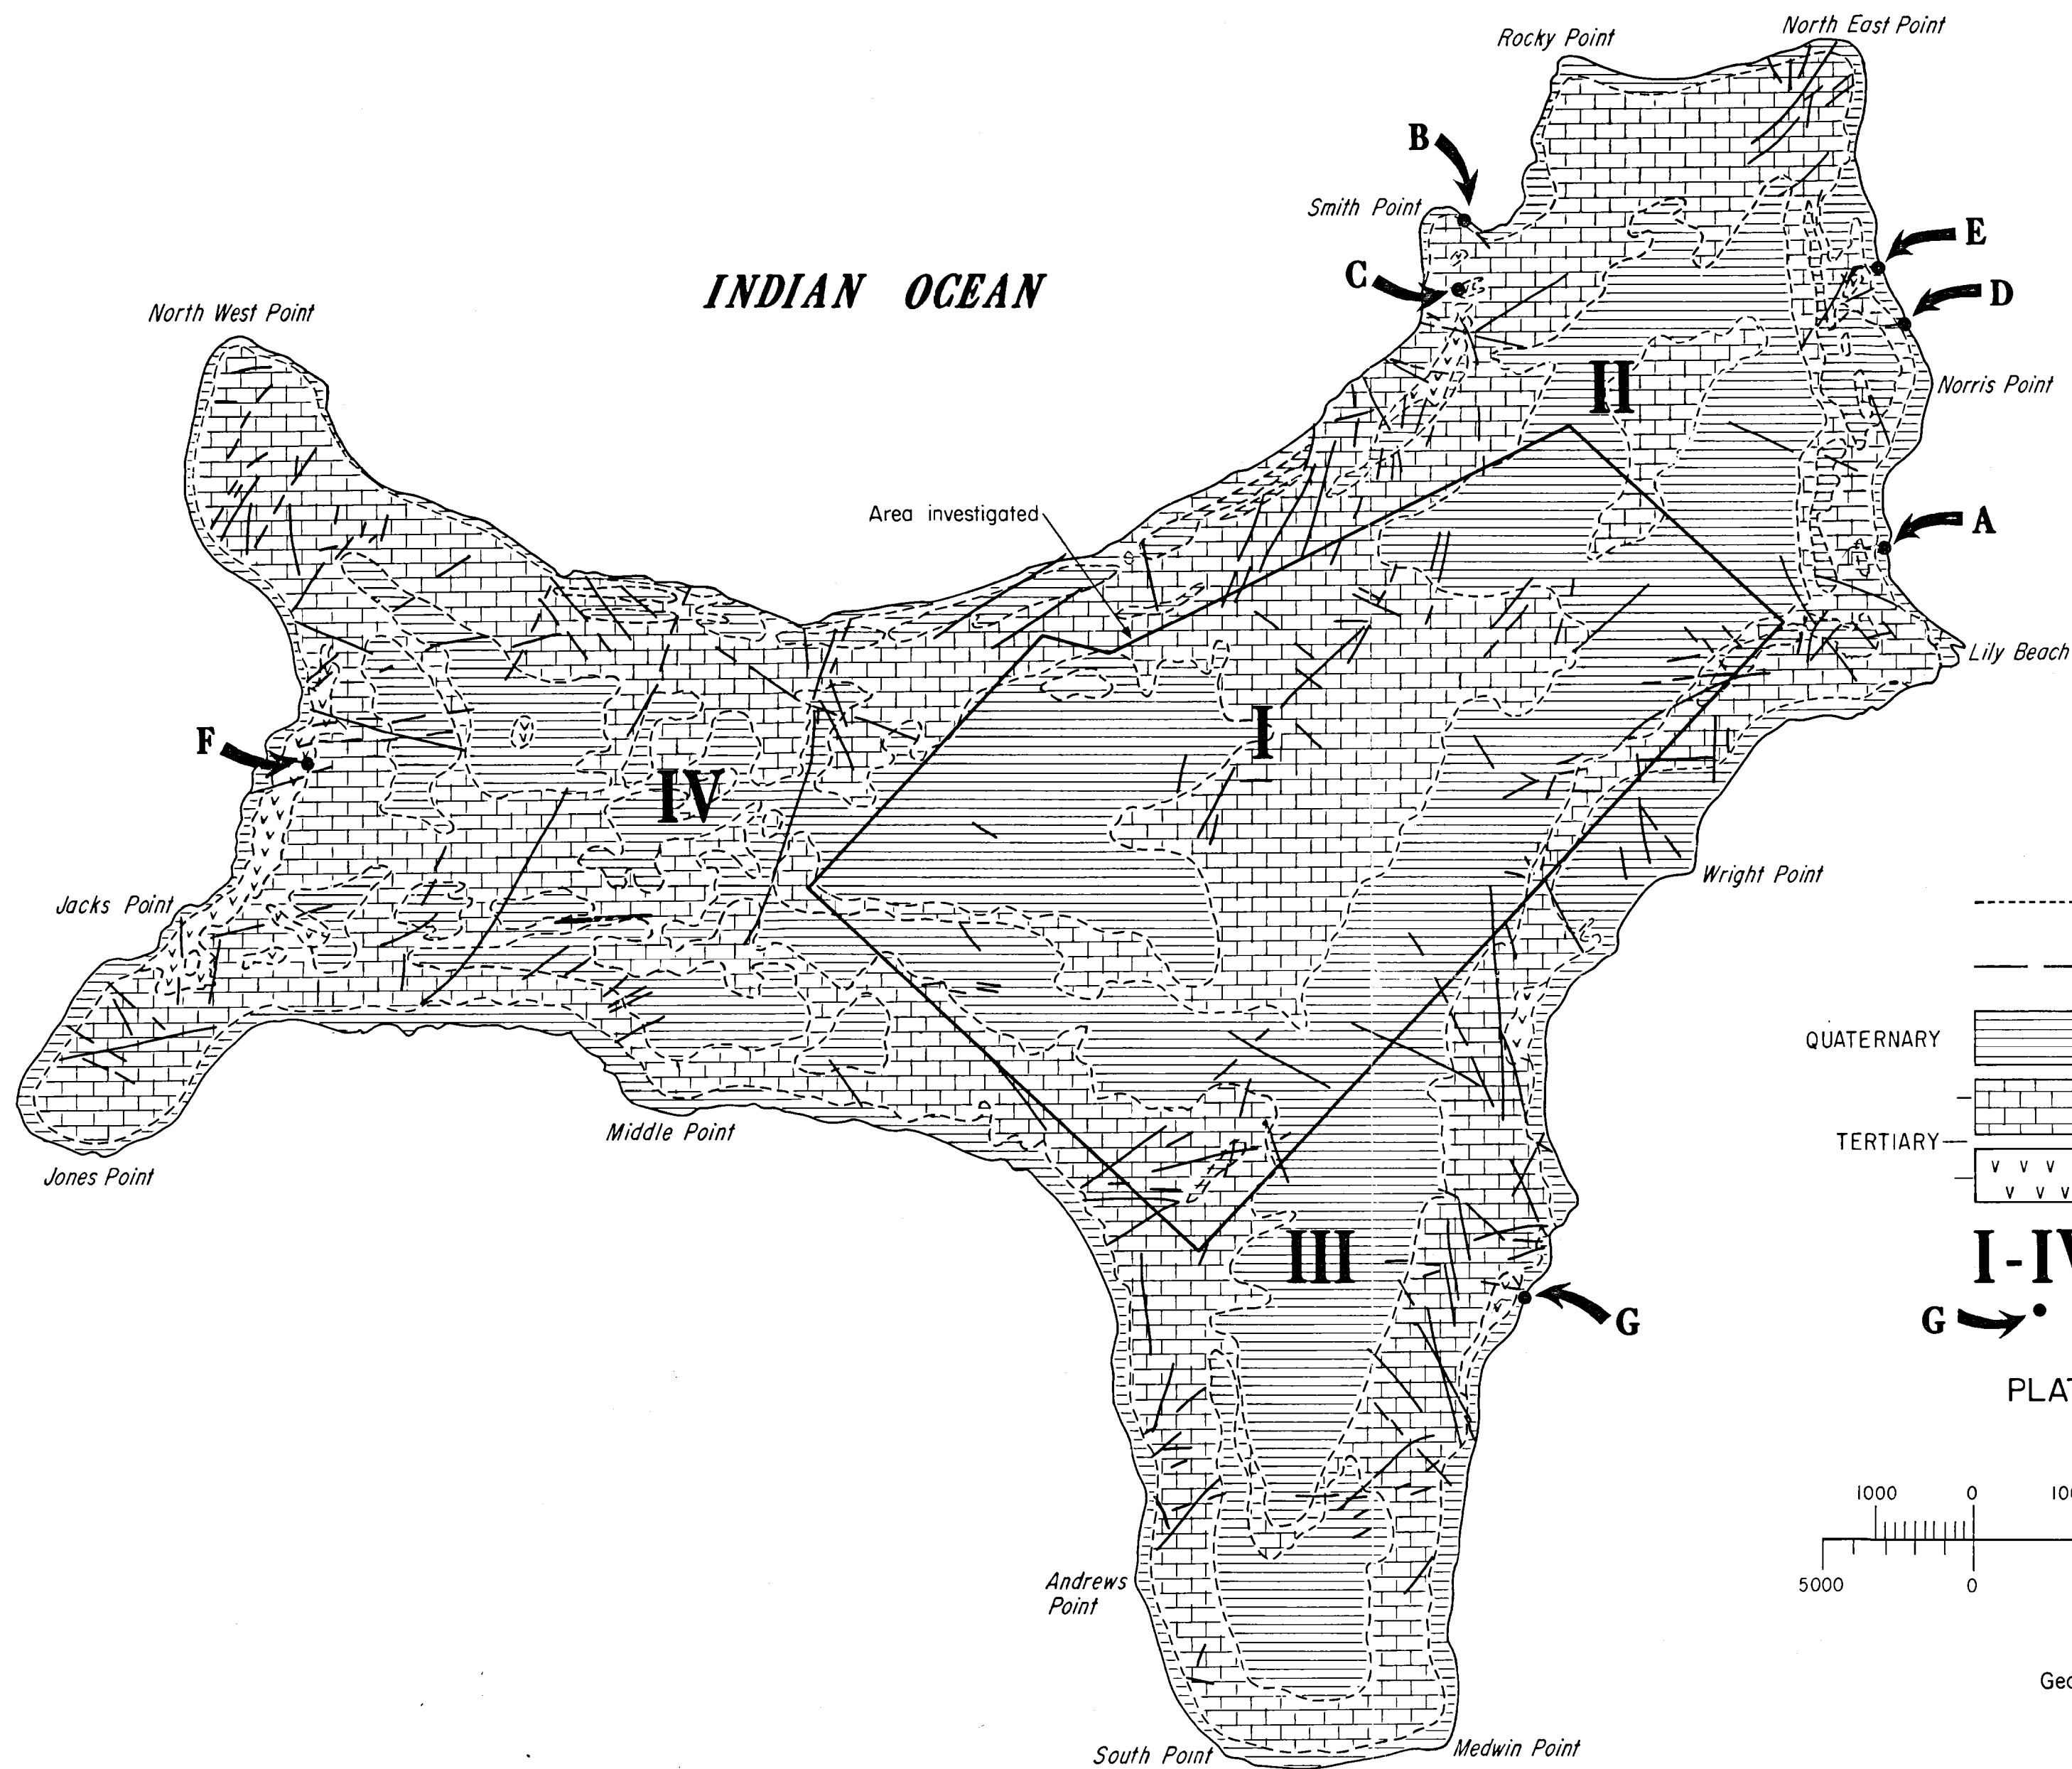 North East Point
Rocky Point
B
Smith Point
E
C
INDIAN OCEAN
D
North West Point
II
Norris Point
Area investigated
A
Lily Beach
I
F
IV
Wright Point
Jacks Point
QUATERNARY
Middle Point
TERTIARY
Jones Point
V V V
V V V
III
I-IV
G
G
PLAT
1000 0 100
5000 0
Andrews
Point
Geo
South Point
Medwin Point